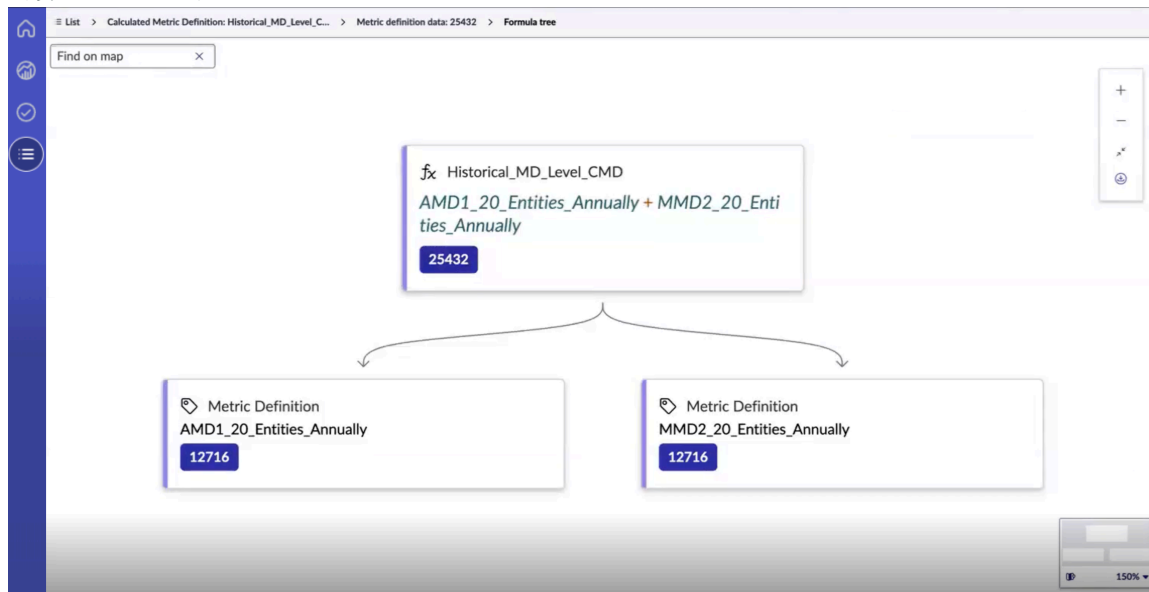 ≡ List > Calculated Metric Definition: Historical_MD_Level_C... > Metric definition data: 25432 > Formula tree
Find on map ×
fx Historical_MD_Level_CMD
AMD1_20_Entities_Annually + MMD2_20_Enti
ties_Annually
25432
Metric Definition
AMD1_20_Entities_Annually
12716
Metric Definition
MMD2_20_Entities_Annually
12716
150%